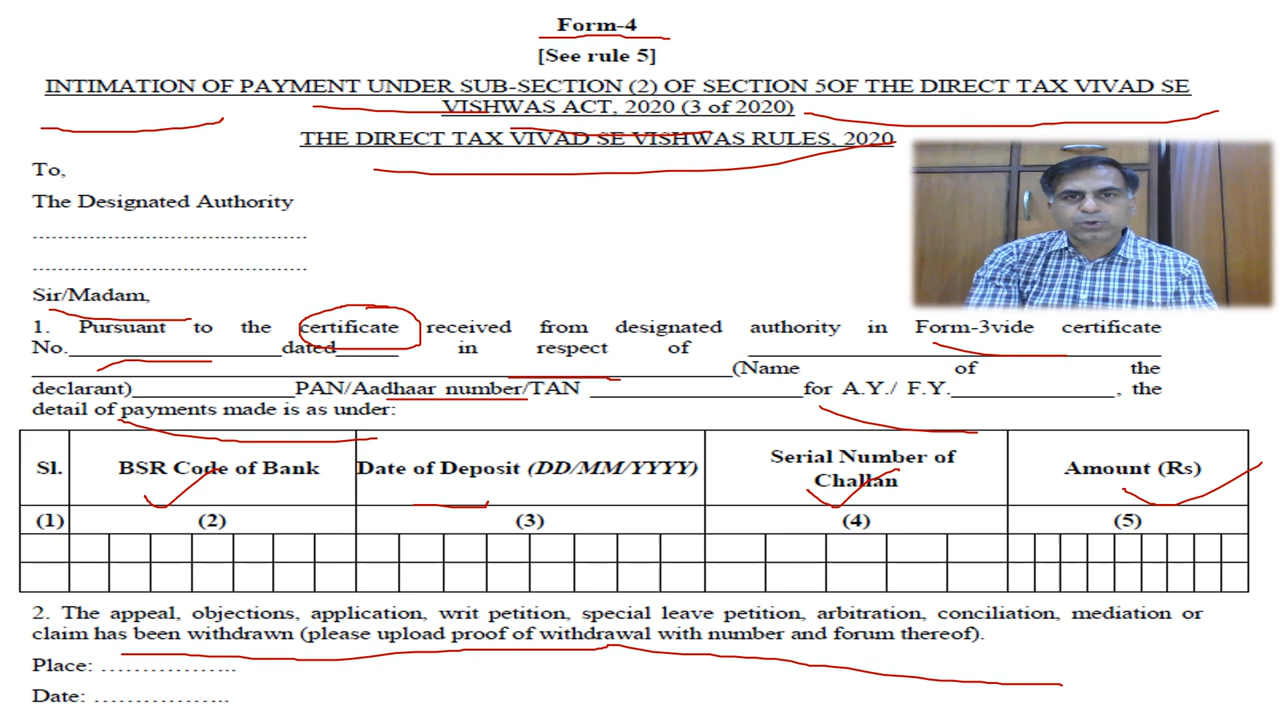 Form-4
[See rule 5]
INTIMATION OF PAYMENT UNDER SUB-SECTION (2) OF SECTION 5OF THE DIRECT TAX VIVAD SE
VISHWAS ACT, 2020 (3 of 2020)
THE DIRECT TAX VIVAD SE VISHWAS RULES, 2020
To,
The Designated Authority
............................................
............................................
Sir/Madam,
1. Pursuant to the certificate received from designated authority in Form-3vide certificate
No.____________________dated______ in respect of ________________________________________
__________________________________________________________________(Name of the
declarant)__________PAN/Aadhaar number/TAN ____________________for A.Y./ F.Y.________________, the
detail of payments made is as under:
Sl. BSR Code of Bank Date of Deposit (DD/MM/YYYY) Serial Number of Challan Amount (Rs)
(1) (2) (3) (4) (5)
2. The appeal, objections, application, writ petition, special leave petition, arbitration, conciliation, mediation or
claim has been withdrawn (please upload proof of withdrawal with number and forum thereof).
Place: ……………..
Date: ……………..